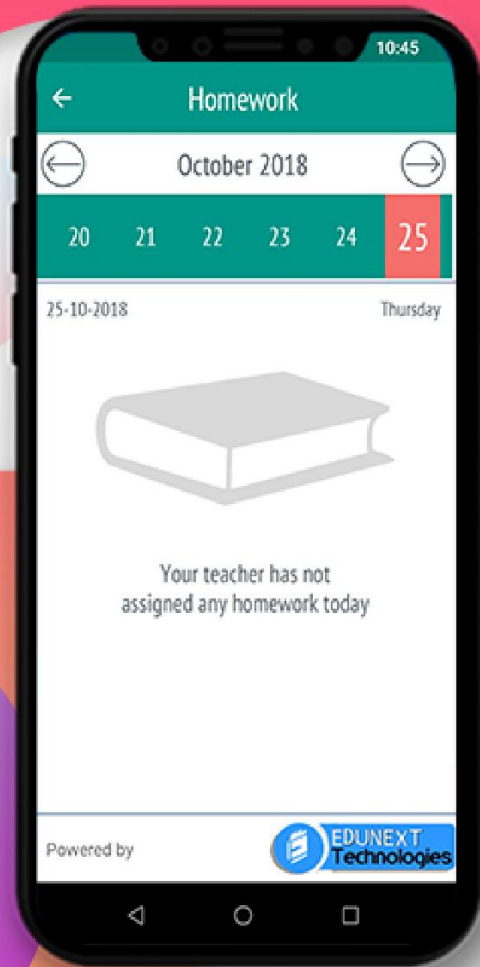 10:45
Homework
October 2018
20 21 22 23 24 25
25-10-2018 Thursday
Your teacher has not
assigned any homework today
Powered by
EDUNEXT
Technologies